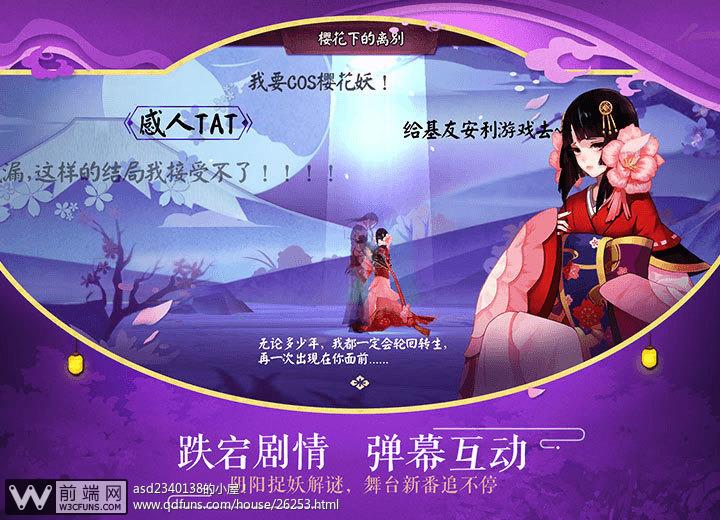 樱花下的离别
我要COS樱花妖！
感人TAT
给基友安利游戏去~
漏,这样的结局我接受不了！！！！
无论多少年，我都一定会轮回转生，
再一次出现在你面前……
跌宕剧情 弹幕互动
阴阳捉妖解谜，舞台新番追不停
W 前端网
W3CFUNS.COM
asd2340138的小屋：
www.qdfuns.com/house/26253.html